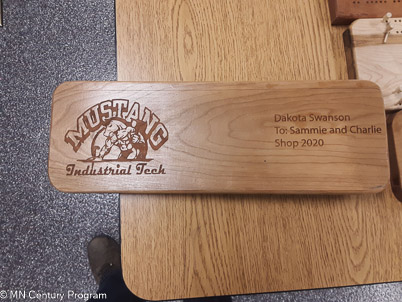 MUSTANG
Industrial Tech
Dakota Swanson
To: Sammie and Charlie
Shop 2020
© MN Century Program